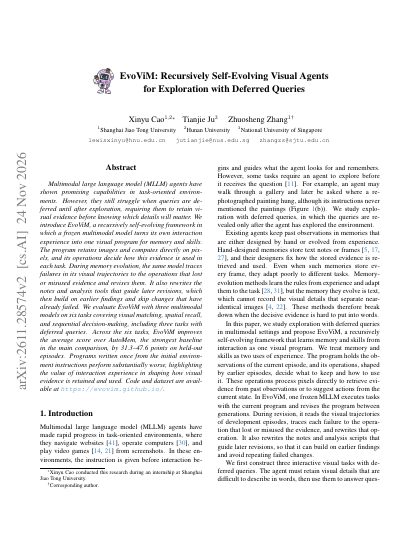 EvoViM: Recursively Self-Evolving Visual Agents
for Exploration with Deferred Queries
Xinyu Cao1,2* Tianjie Ju3 Zhuosheng Zhang1†
1Shanghai Jiao Tong University 2Hunan University 3National University of Singapore
lewisxinyu@hnu.edu.cn jutianjie@nus.edu.sg zhangzs@sjtu.edu.cn
arXiv:2611.28574v2 [cs.AI] 24 Nov 2026
Abstract
Multimodal large language model (MLLM) agents have
shown promising capabilities in task-oriented environ-
ments. However, they still struggle when queries are de-
ferred until after exploration, requiring them to retain vi-
sual evidence before knowing which details will matter. We
introduce EvoViM, a recursively self-evolving framework in
which a frozen multimodal model turns its own interaction
experience into one visual program for memory and skills.
The program retains images and computes directly on pix-
els, and its operations decide how this evidence is used in
each task. During memory evolution, the same model traces
failures in its visual trajectories to the operations that lost
or misused evidence and revises them. It also rewrites the
notes and analysis tools that guide later revisions, which
then build on earlier findings and skip changes that have
already failed. We evaluate EvoViM with three multimodal
models on six tasks covering visual matching, spatial recall,
and sequential decision-making, including three tasks with
deferred queries. Across the six tasks, EvoViM improves
the average score over AutoMem, the strongest baseline
in the main comparison, by 31.3–47.6 points on held-out
episodes. Programs written once from the initial environ-
ment instructions perform substantially worse, highlighting
the value of interaction experience in shaping how visual
evidence is retained and used. Code and dataset are avail-
able at https://evovim.github.io/.
1. Introduction
Multimodal large language model (MLLM) agents have
made rapid progress in task-oriented environments, where
they navigate websites [41], operate computers [30], and
play video games [14, 21] from screenshots. In these en-
vironments, the instruction is given before interaction be-
*Xinyu Cao conducted this research during an internship at Shanghai
Jiao Tong University.
†Corresponding author.
gins and guides what the agent looks for and remembers.
However, some tasks require an agent to explore before
it receives the question [11]. For example, an agent may
walk through a gallery and later be asked where a re-
photographed painting hung, although its instructions never
mentioned the paintings (Figure 1(b)). We study explo-
ration with deferred queries, in which the queries are re-
vealed only after the agent has explored the environment.
Existing agents keep past observations in memories that
are either designed by hand or evolved from experience.
Hand-designed memories store text notes or frames [5, 17,
27], and their designers fix how the stored evidence is re-
trieved and used. Even when such memories store ev-
ery frame, they adapt poorly to different tasks. Memory-
evolution methods learn the rules from experience and adapt
them to the task [28, 31], but the memory they evolve is text,
which cannot record the visual details that separate near-
identical images [4, 22]. These methods therefore break
down when the decisive evidence is hard to put into words.
In this paper, we study exploration with deferred queries
in multimodal settings and propose EvoViM, a recursively
self-evolving framework that learns memory and skills from
interaction as one visual program. We treat memory and
skills as two uses of experience. The program holds the
observations of the current episode, and its operations, shaped
by earlier episodes, decide what to keep and how to use
it. These operations process pixels directly to retrieve evi-
dence from past observations or to suggest actions from the
current state. In EvoViM, one frozen MLLM executes tasks
with the current program and revises the program between
generations. During revision, it reads the visual trajectories
of development episodes, traces each failure to the opera-
tion that lost or misused the evidence, and rewrites that op-
eration. It also rewrites the notes and analysis scripts that
guide later revisions, so that it can build on earlier findings
and avoid repeating failed changes.
We first construct three interactive visual tasks with de-
ferred queries. The agent must retain visual details that are
difficult to describe in words, then use them to answer ques-